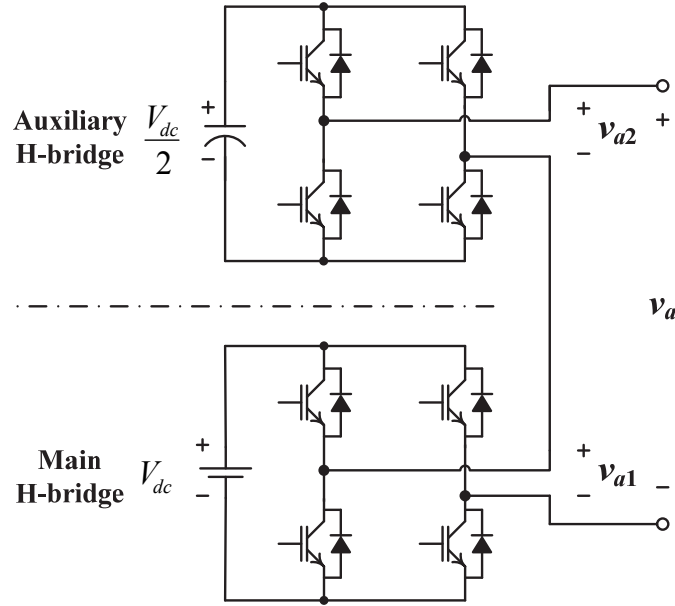 Auxiliary
H-bridge
+
V_dc
2
-
+
v_a2
-
+
v_a
Main
H-bridge
+
V_dc
-
+
v_a1
-
-